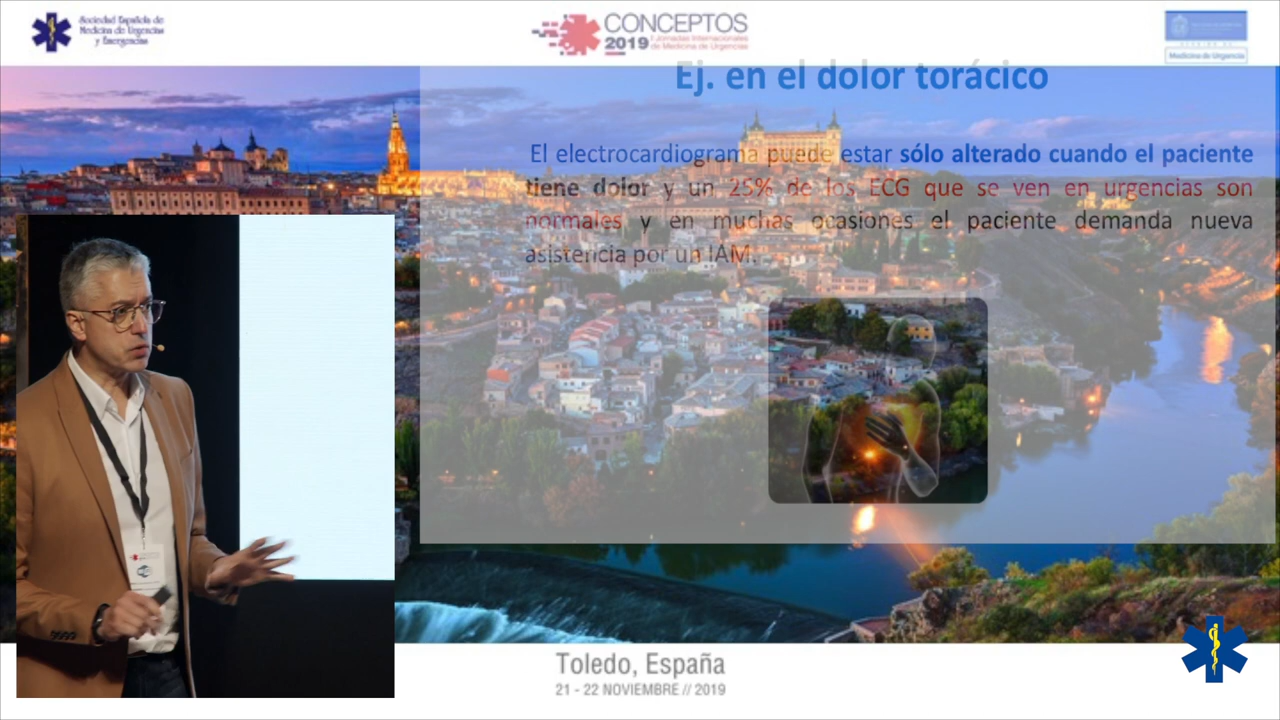 Sociedad Española de
Medicina de Urgencias
y Emergencias
CONCEPTOS
2019 I Jornadas Internacionales
de Medicina de Urgencias
Medicina de Urgencia
Ej. en el dolor torácico
El electrocardiograma puede estar sólo alterado cuando el paciente
tiene dolor y un 25% de los ECG que se ven en urgencias son
normales y en muchas ocasiones el paciente demanda nueva
asistencia por un IAM.
Toledo, España
21 - 22 NOVIEMBRE // 2019